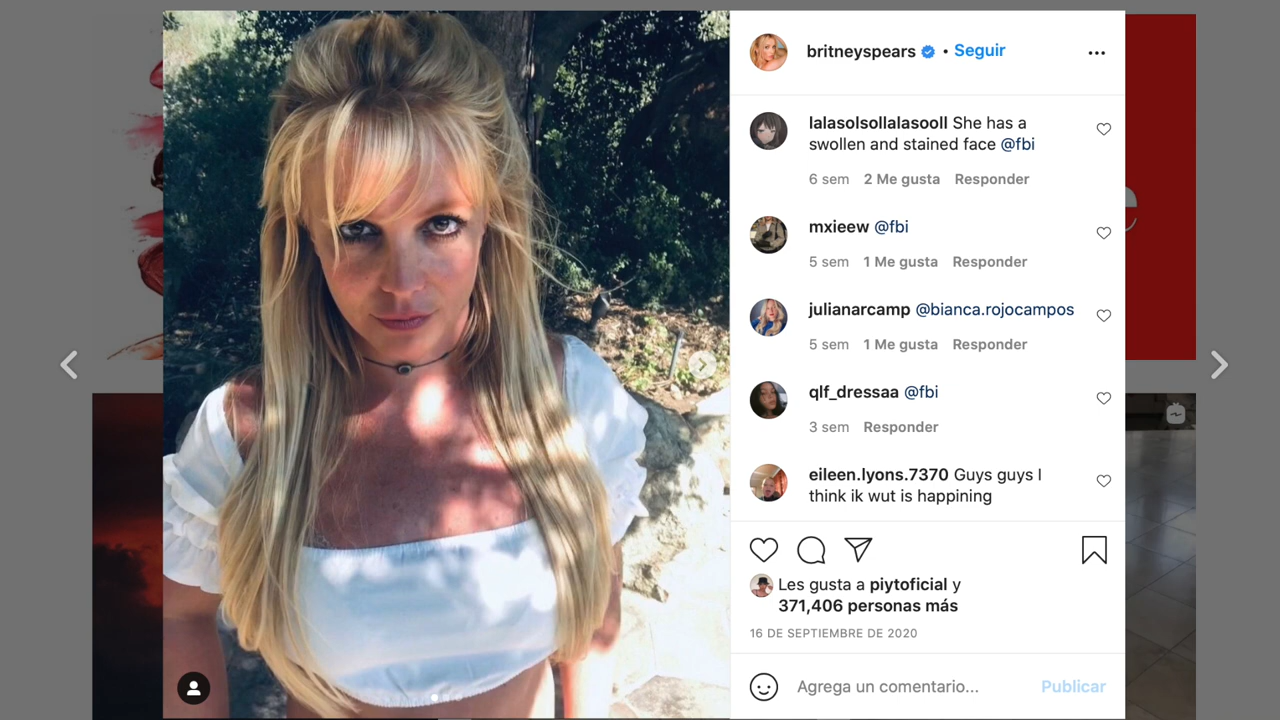 britneyspears • Seguir
lalasolsollalasooll She has a
swollen and stained face @fbi
6 sem 2 Me gusta Responder
mxieew @fbi
5 sem 1 Me gusta Responder
julianarcamp @bianca.rojocampos
5 sem 1 Me gusta Responder
qlf_dressaa @fbi
3 sem Responder
eileen.lyons.7370 Guys guys I
think ik wut is happining
Les gusta a piytoficial y
371,406 personas más
16 DE SEPTIEMBRE DE 2020
Agrega un comentario... Publicar